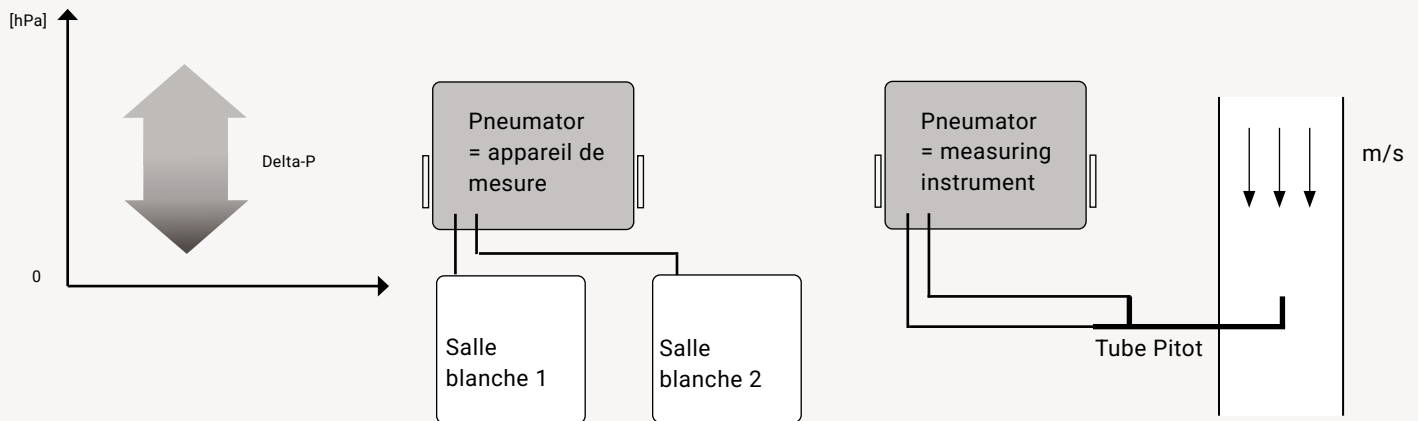 [hPa]
Delta-P
0
Pneumator
= appareil de
mesure
Salle
blanche 1
Salle
blanche 2
Pneumator
= measuring
instrument
m/s
Tube Pitot